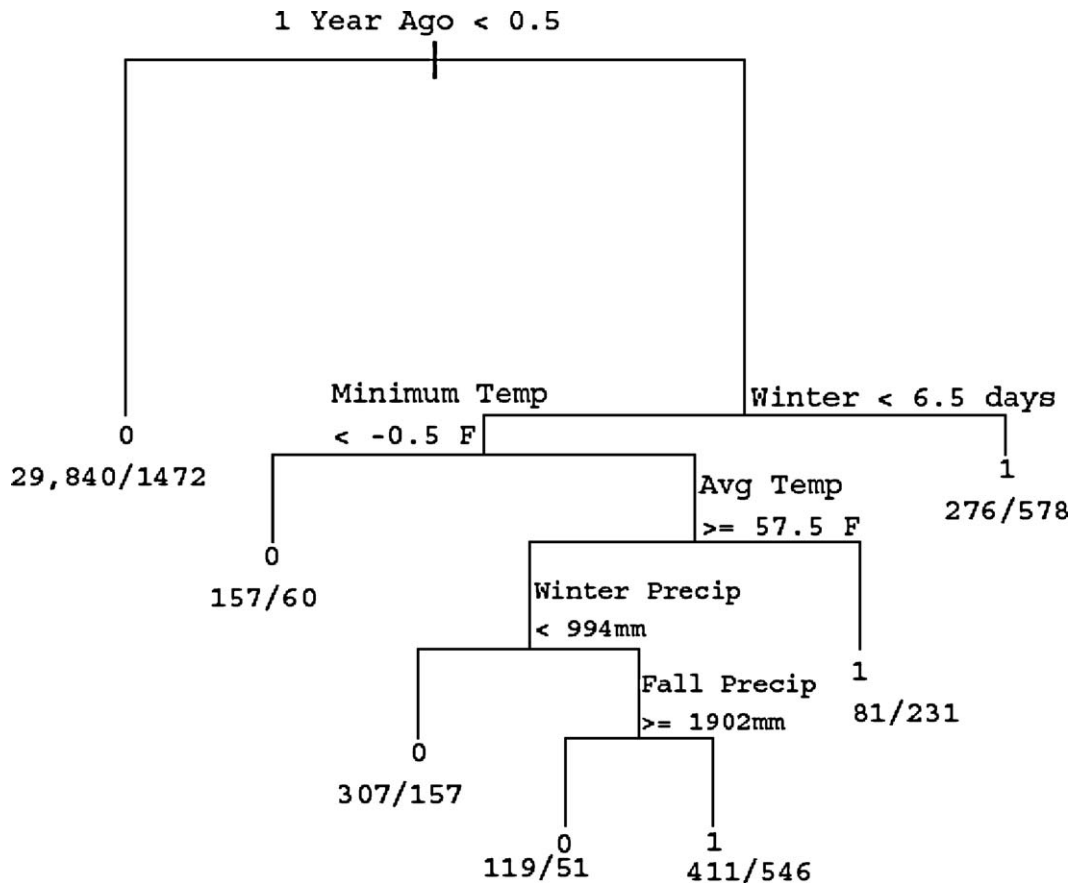 1 Year Ago < 0.5
Minimum Temp
< -0.5 F
Winter < 6.5 days
0
29,840/1472
1
276/578
Avg Temp
>= 57.5 F
0
157/60
Winter Precip
< 994mm
1
81/231
Fall Precip
>= 1902mm
0
307/157
0
119/51
1
411/546